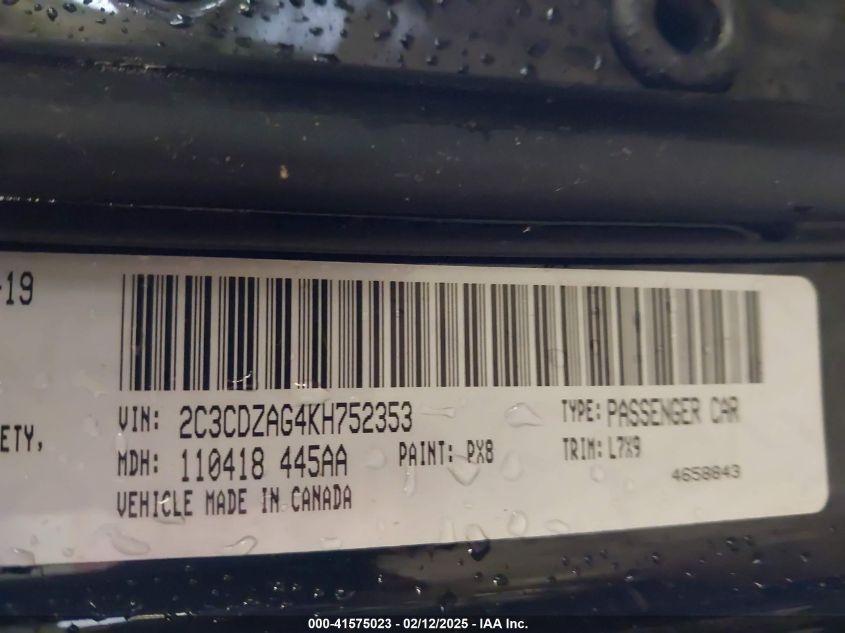 -19
ETY,
VIN: 2C3CDZAG4KH752353
TYPE: PASSENGER CAR
MDH: 110418 445AA
PAINT: PX8
TRIM: L7X9
4658843
VEHICLE MADE IN CANADA
000-41575023 - 02/12/2025 - IAA Inc.